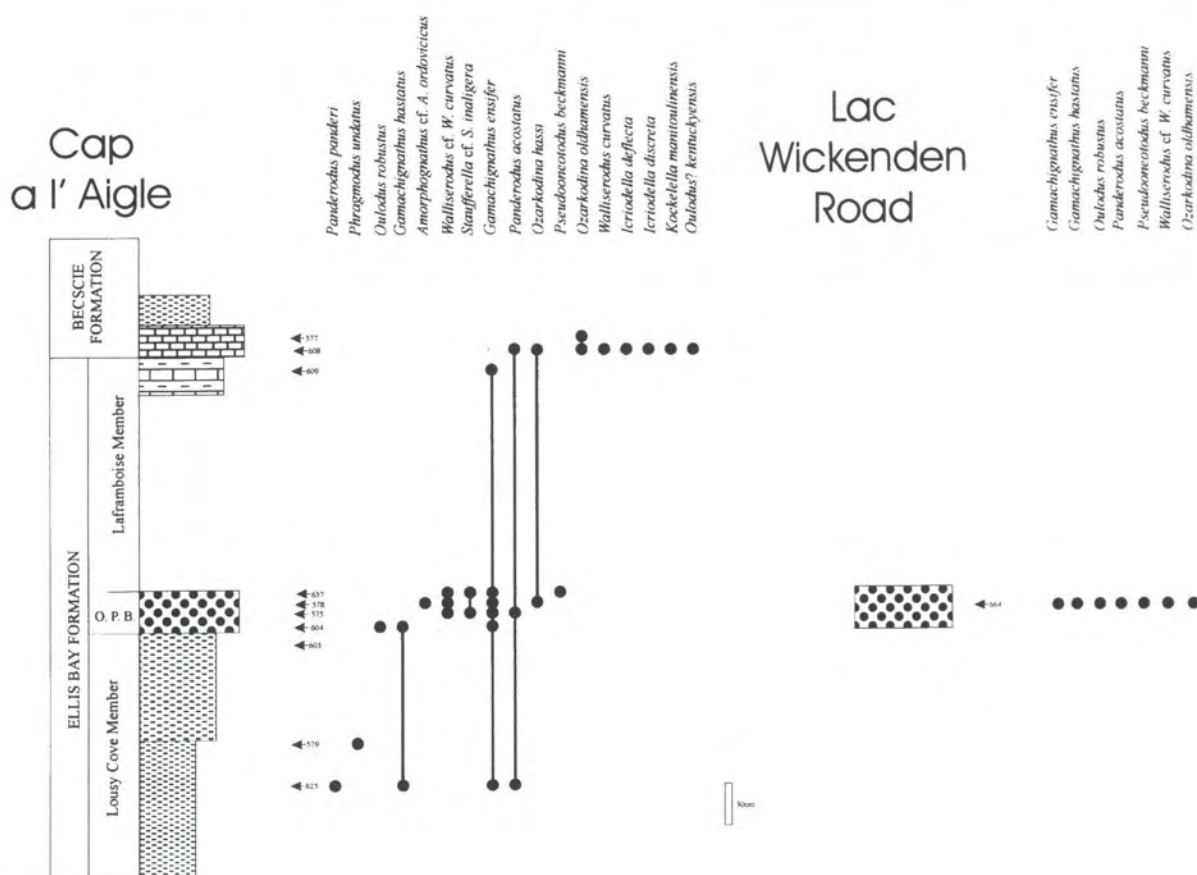 Cap
a l' Aigle
Panderodus panderi
Phragmodus undatus
Oulodus robustus
Gamachignathus hastatus
Amorphognathus cf. A. ordovicicus
Walliserodus cf. W. curvatus
Staufferella cf. S. inaligera
Gamachignathus ensifer
Panderodus acostatus
Ozarkodina hassi
Pseudooneotodus beckmanni
Ozarkodina oldhamensis
Walliserodus curvatus
Icriodella deflecta
Icriodella discreta
Kockelella manitoulinensis
Oulodus? kentuckyensis
Lac
Wickenden
Road
Gamachignathus ensifer
Gamachignathus hastatus
Oulodus robustus
Panderodus acostatus
Pseudooneotodus beckmanni
Walliserodus cf. W. curvatus
Ozarkodina oldhamensis
BECSCIE
FORMATION
ELLIS BAY FORMATION
Laframboise Member
O. P. B.
Lousy Cove Member
577
608
609
637
578
575
604
603
579
625
664